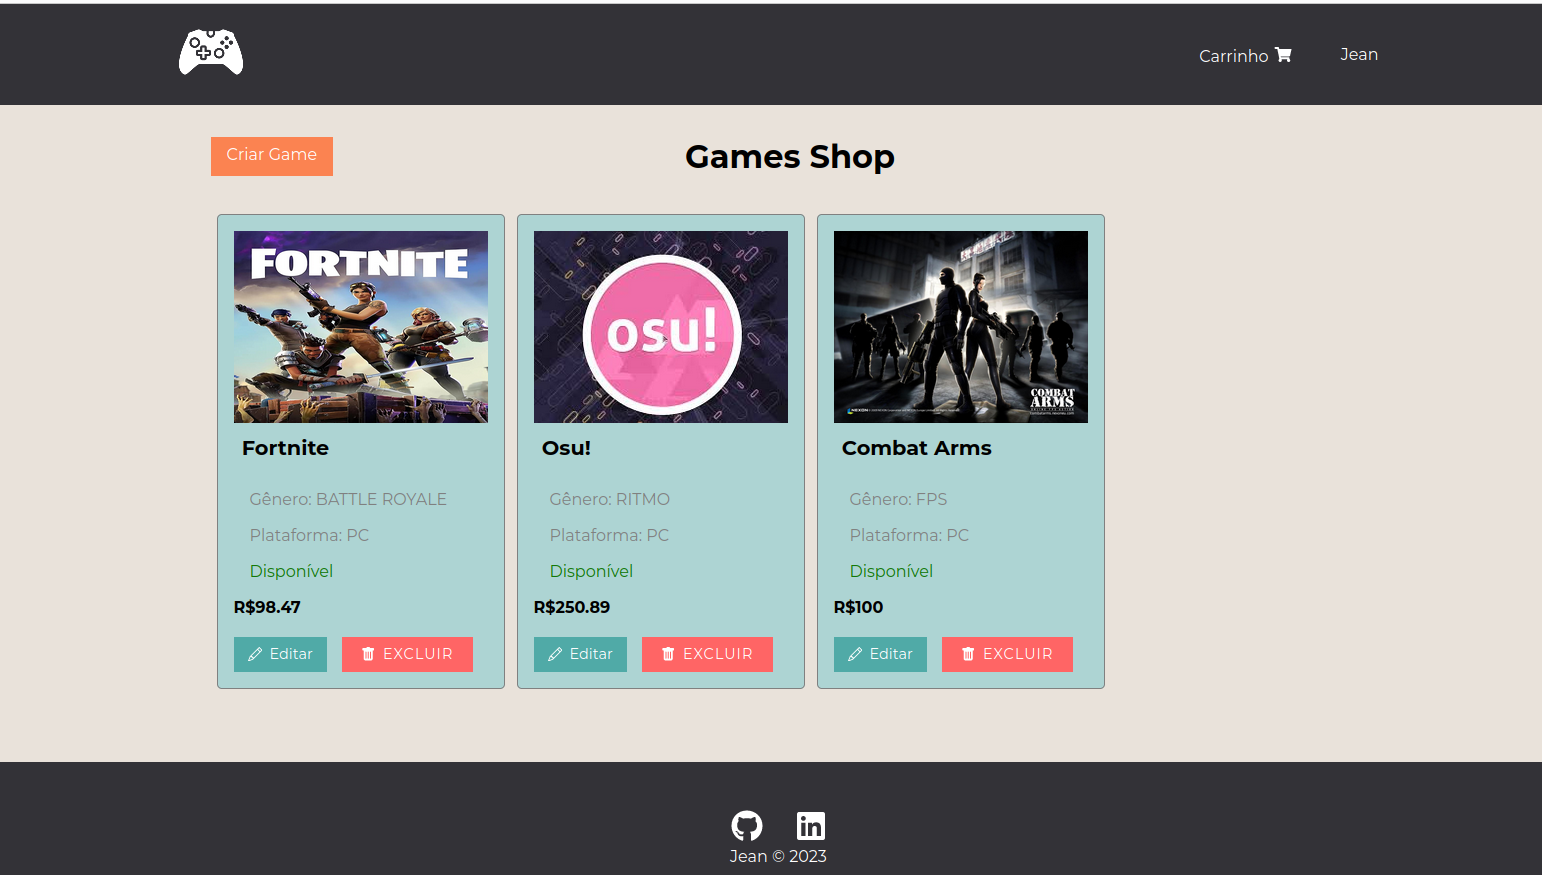 Carrinho Jean
Criar Game
Games Shop
FORTNITE
osu!
COMBAT
ARMS
NEXON
Fortnite
Osu!
Combat Arms
Gênero: BATTLE ROYALE
Gênero: RITMO
Gênero: FPS
Plataforma: PC
Plataforma: PC
Plataforma: PC
Disponível
Disponível
Disponível
R$98.47
R$250.89
R$100
Editar EXCLUIR
Editar EXCLUIR
Editar EXCLUIR
in
Jean © 2023